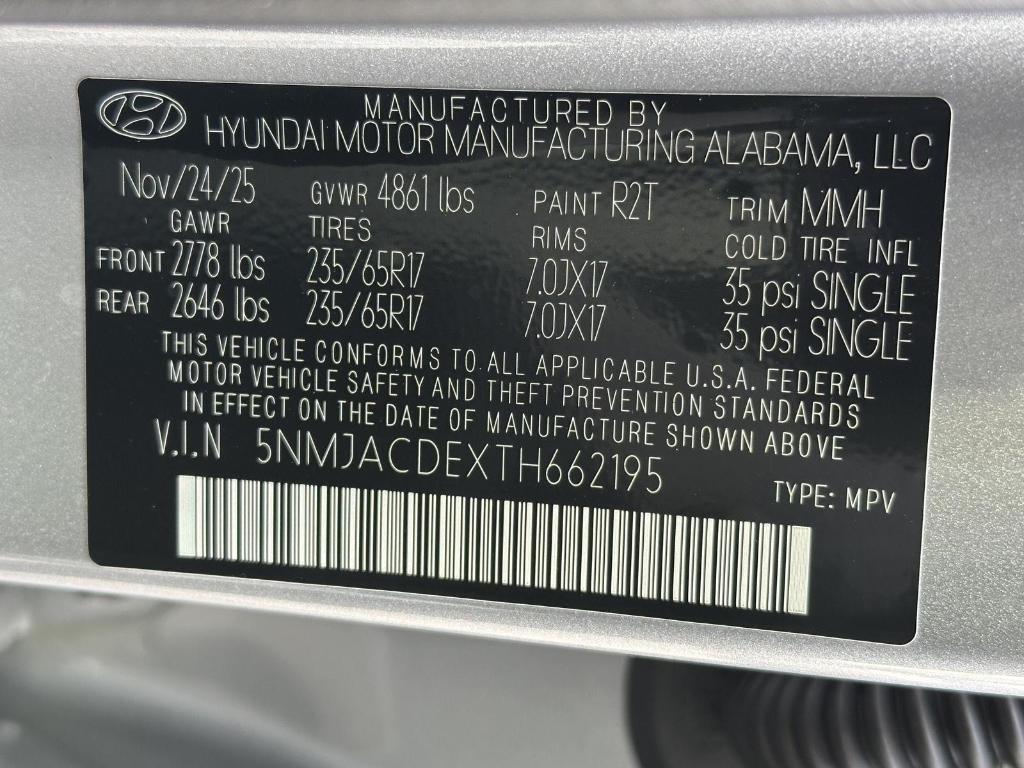 MANUFACTURED BY
HYUNDAI MOTOR MANUFACTURING ALABAMA, LLC
Nov/24/25 GVWR 4861 lbs PAINT R2T TRIM MMH
GAWR TIRES RIMS COLD TIRE INFL
FRONT 2778 lbs 235/65R17 7.0JX17 35 psi SINGLE
REAR 2646 lbs 235/65R17 7.0JX17 35 psi SINGLE
THIS VEHICLE CONFORMS TO ALL APPLICABLE U.S.A. FEDERAL
MOTOR VEHICLE SAFETY AND THEFT PREVENTION STANDARDS
IN EFFECT ON THE DATE OF MANUFACTURE SHOWN ABOVE
V.I.N 5NMJACDEXTH662195 TYPE: MPV